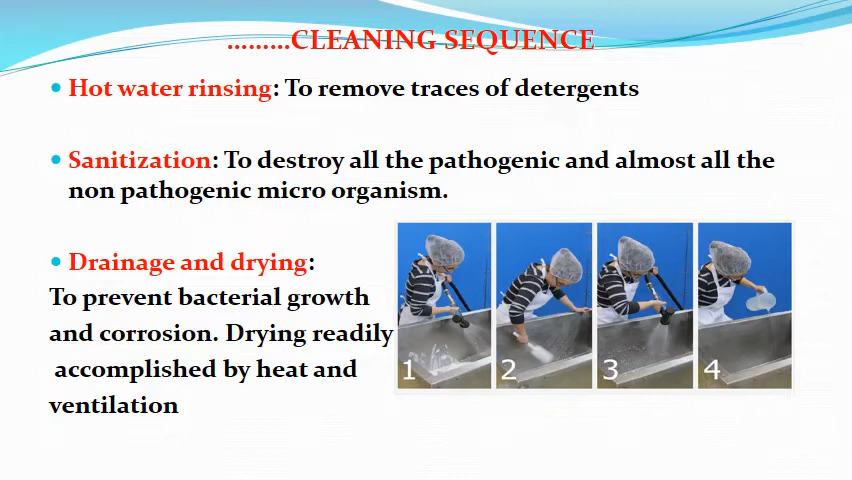 ………CLEANING SEQUENCE
Hot water rinsing: To remove traces of detergents
Sanitization: To destroy all the pathogenic and almost all the
non pathogenic micro organism.
Drainage and drying:
To prevent bacterial growth
and corrosion. Drying readily
accomplished by heat and
ventilation
1 2 3 4